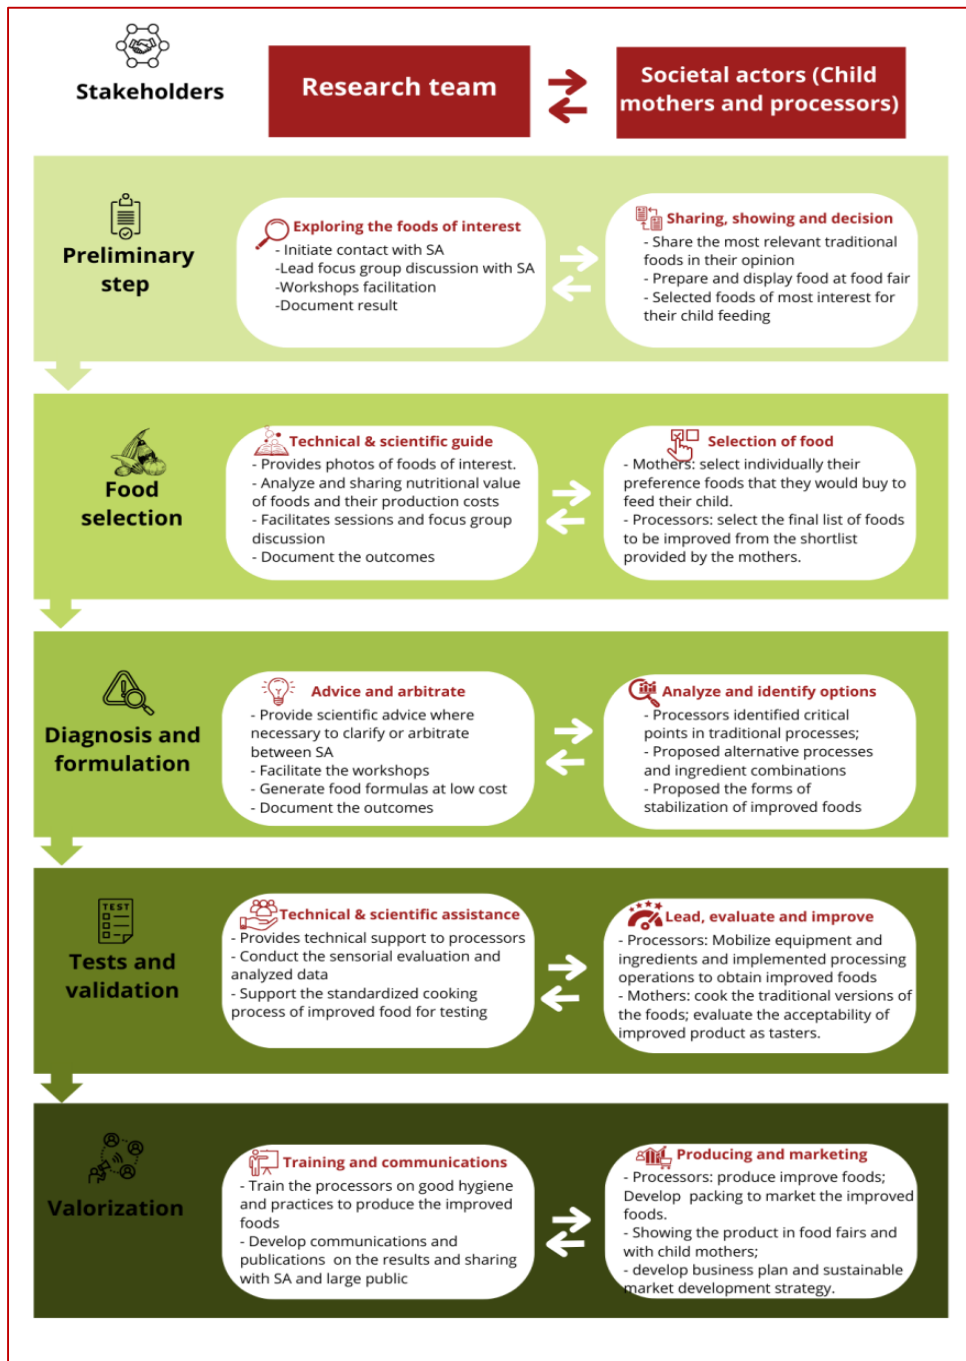 Stakeholders
Research team
Societal actors (Child
mothers and processors)
Preliminary
step
Exploring the foods of interest
- Initiate contact with SA
-Lead focus group discussion with SA
-Workshops facilitation
-Document result
Sharing, showing and decision
- Share the most relevant traditional
foods in their opinion
- Prepare and display food at food fair
- Selected foods of most interest for
their child feeding
Food
selection
Technical & scientific guide
- Provides photos of foods of interest.
- Analyze and sharing nutritional value
of foods and their production costs
- Facilitates sessions and focus group
discussion
- Document the outcomes
Selection of food
- Mothers: select individually their
preference foods that they would buy to
feed their child.
- Processors: select the final list of foods
to be improved from the shortlist
provided by the mothers.
Diagnosis and
formulation
Advice and arbitrate
- Provide scientific advice where
necessary to clarify or arbitrate
between SA
- Facilitate the workshops
- Generate food formulas at low cost
- Document the outcomes
Analyze and identify options
- Processors identified critical
points in traditional processes;
- Proposed alternative processes
and ingredient combinations
- Proposed the forms of
stabilization of improved foods
TEST
Tests and
validation
Technical & scientific assistance
- Provides technical support to processors
- Conduct the sensorial evaluation and
analyzed data
- Support the standardized cooking
process of improved food for testing
Lead, evaluate and improve
- Processors: Mobilize equipment and
ingredients and implemented processing
operations to obtain improved foods
- Mothers: cook the traditional versions of
the foods; evaluate the acceptability of
improved product as tasters.
Valorization
Training and communications
- Train the processors on good hygiene
and practices to produce the improved
foods
- Develop communications and
publications on the results and sharing
with SA and large public
Producing and marketing
- Processors: produce improve foods;
Develop packing to market the improved
foods.
- Showing the product in food fairs and
with child mothers;
- develop business plan and sustainable
market development strategy.